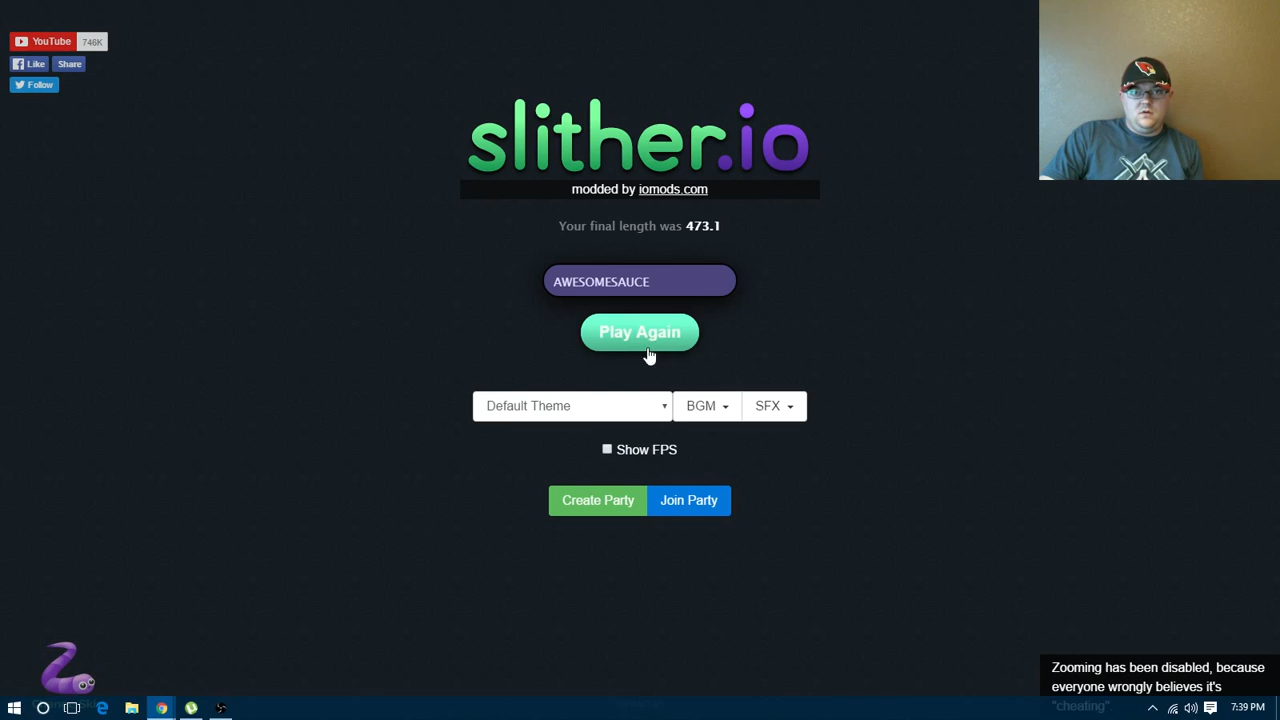 YouTube 746K
Like Share
Follow
slither.io
modded by iomods.com
Your final length was 473.1
AWESOMESAUCE
Play Again
Default Theme BGM SFX
Show FPS
Create Party Join Party
Zooming has been disabled, because
everyone wrongly believes it's
"cheating".
7:39 PM